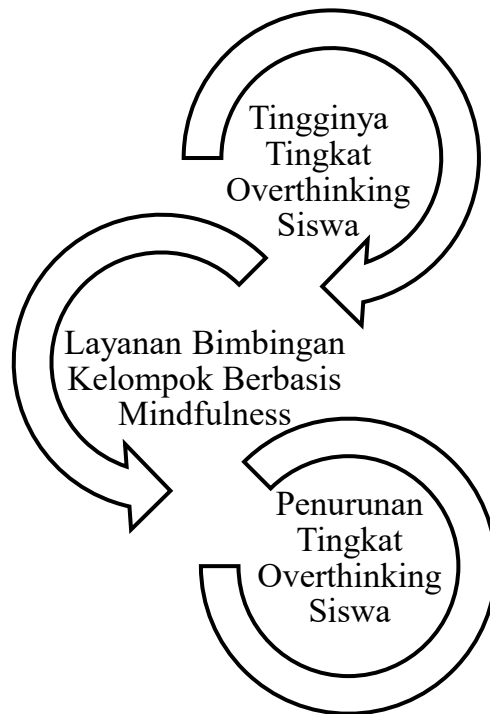 Tingginya
Tingkat
Overthinking
Siswa
Layanan Bimbingan
Kelompok Berbasis
Mindfulness
Penurunan
Tingkat
Overthinking
Siswa